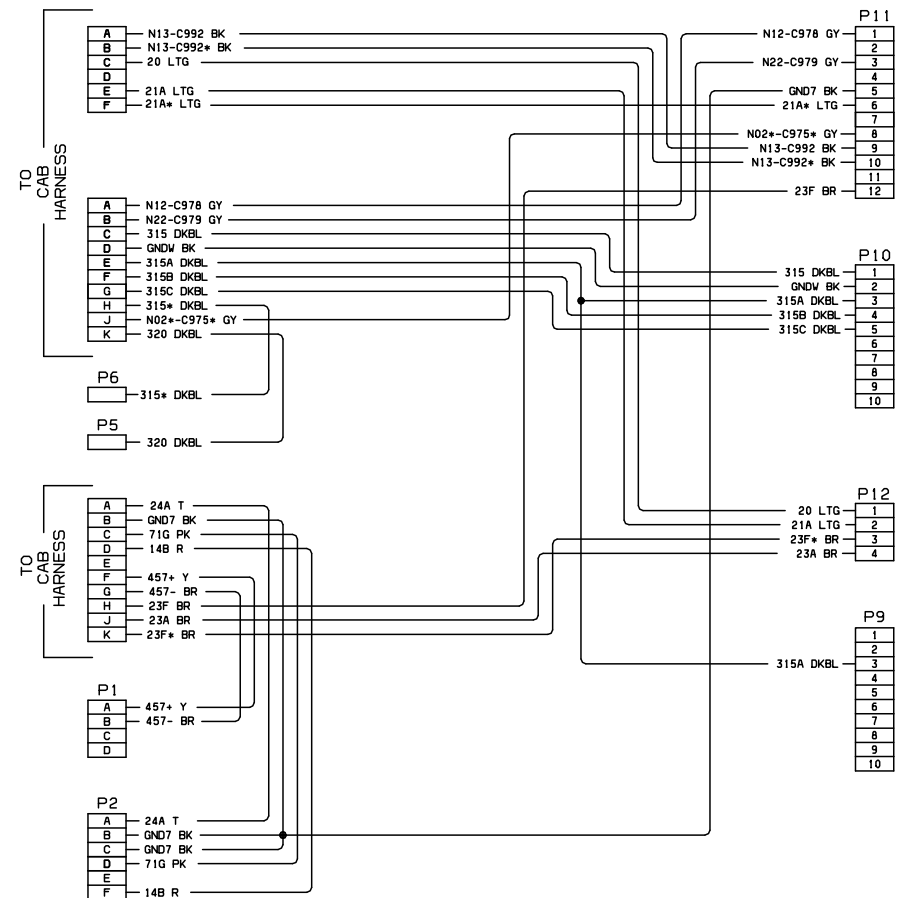 TO
CAB
HARNESS
A N13-C992 BK
B N13-C992* BK
C 20 LTG
D
E 21A LTG
F 21A* LTG
A N12-C978 GY
B N22-C979 GY
C 315 DKBL
D GNDW BK
E 315A DKBL
F 315B DKBL
G 315C DKBL
H 315* DKBL
J N02*-C975* GY
K 320 DKBL
P6
315* DKBL
P5
320 DKBL
TO
CAB
HARNESS
A 24A T
B GND7 BK
C 71G PK
D 14B R
E
F 457+ Y
G 457- BR
H 23F BR
J 23A BR
K 23F* BR
P1
A 457+ Y
B 457- BR
C
D
P2
A 24A T
B GND7 BK
C GND7 BK
D 71G PK
E
F 14B R
P11
N12-C978 GY 1
2
N22-C979 GY 3
4
GND7 BK 5
21A* LTG 6
7
N02*-C975* GY 8
N13-C992 BK 9
N13-C992* BK 10
11
23F BR 12
P10
315 DKBL 1
GNDW BK 2
315A DKBL 3
315B DKBL 4
315C DKBL 5
6
7
8
9
10
P12
20 LTG 1
21A LTG 2
23F* BR 3
23A BR 4
P9
1
2
315A DKBL 3
4
5
6
7
8
9
10